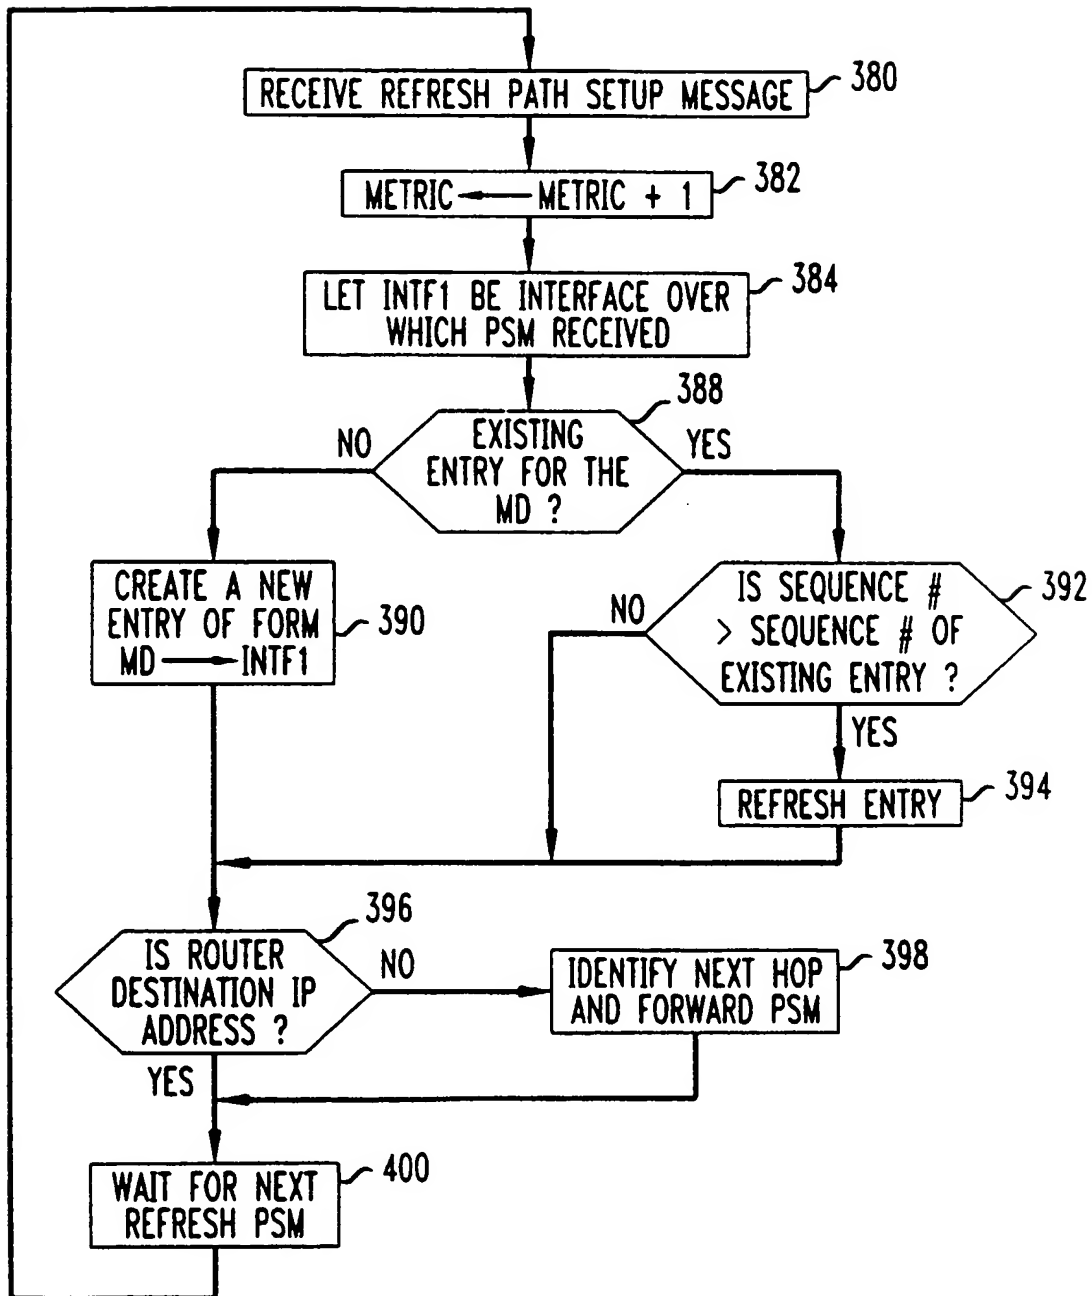 RECEIVE REFRESH PATH SETUP MESSAGE
380
METRIC ← METRIC + 1
382
LET INTF1 BE INTERFACE OVER
WHICH PSM RECEIVED
384
EXISTING
ENTRY FOR THE
MD ?
388
NO
YES
CREATE A NEW
ENTRY OF FORM
MD → INTF1
390
IS SEQUENCE #
> SEQUENCE # OF
EXISTING ENTRY ?
392
NO
YES
REFRESH ENTRY
394
IS ROUTER
DESTINATION IP
ADDRESS ?
396
NO
IDENTIFY NEXT HOP
AND FORWARD PSM
398
YES
WAIT FOR NEXT
REFRESH PSM
400